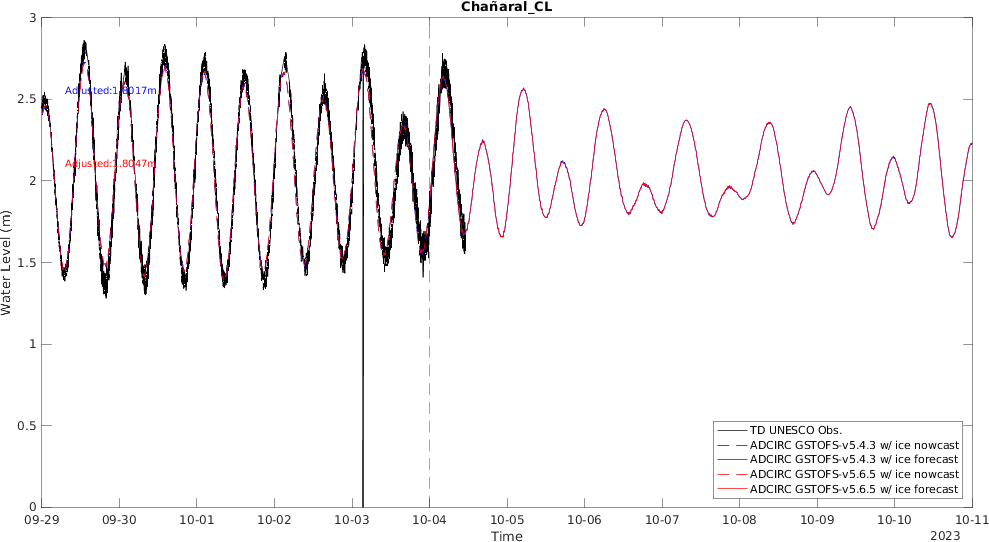 Chañaral_CL
3
2.5
2
1.5
1
0.5
0
Water Level (m)
Adjusted:1.8017m
Adjusted:1.8047m
TD UNESCO Obs.
ADCIRC GSTOFS-v5.4.3 w/ ice nowcast
ADCIRC GSTOFS-v5.4.3 w/ ice forecast
ADCIRC GSTOFS-v5.6.5 w/ ice nowcast
ADCIRC GSTOFS-v5.6.5 w/ ice forecast
09-29 09-30 10-01 10-02 10-03 10-04 10-05 10-06 10-07 10-08 10-09 10-10 10-11
Time
2023